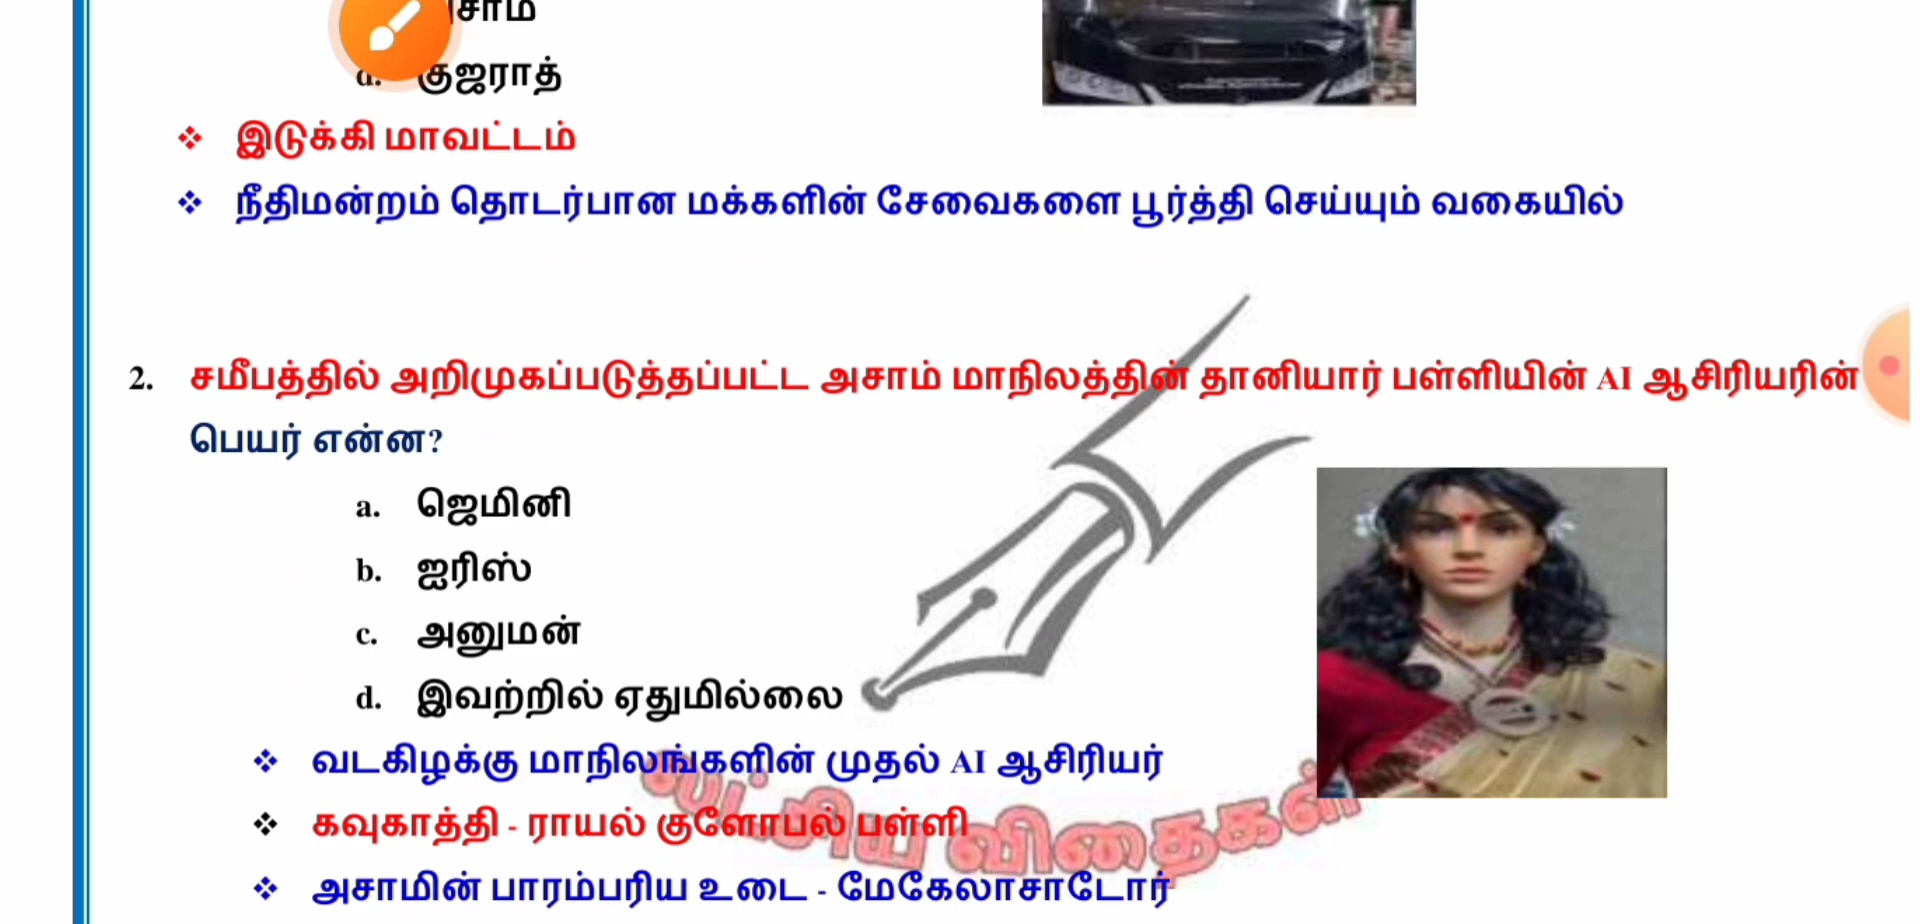 d. குஜராத்
❖ இடுக்கி மாவட்டம்
❖ நீதிமன்றம் தொடர்பான மக்களின் சேவைகளை பூர்த்தி செய்யும் வகையில்
2. சமீபத்தில் அறிமுகப்படுத்தப்பட்ட அசாம் மாநிலத்தின் தானியார் பள்ளியின் AI ஆசிரியரின்
பெயர் என்ன?
a. ஜெமினி
b. ஐரிஸ்
c. அனுமன்
d. இவற்றில் ஏதுமில்லை
❖ வடகிழக்கு மாநிலங்களின் முதல் AI ஆசிரியர்
❖ கவுகாத்தி - ராயல் குளோபல் பள்ளி
❖ அசாமின் பாரம்பரிய உடை - மேகேலாசாடோர்
லட்சிய விதைகள்